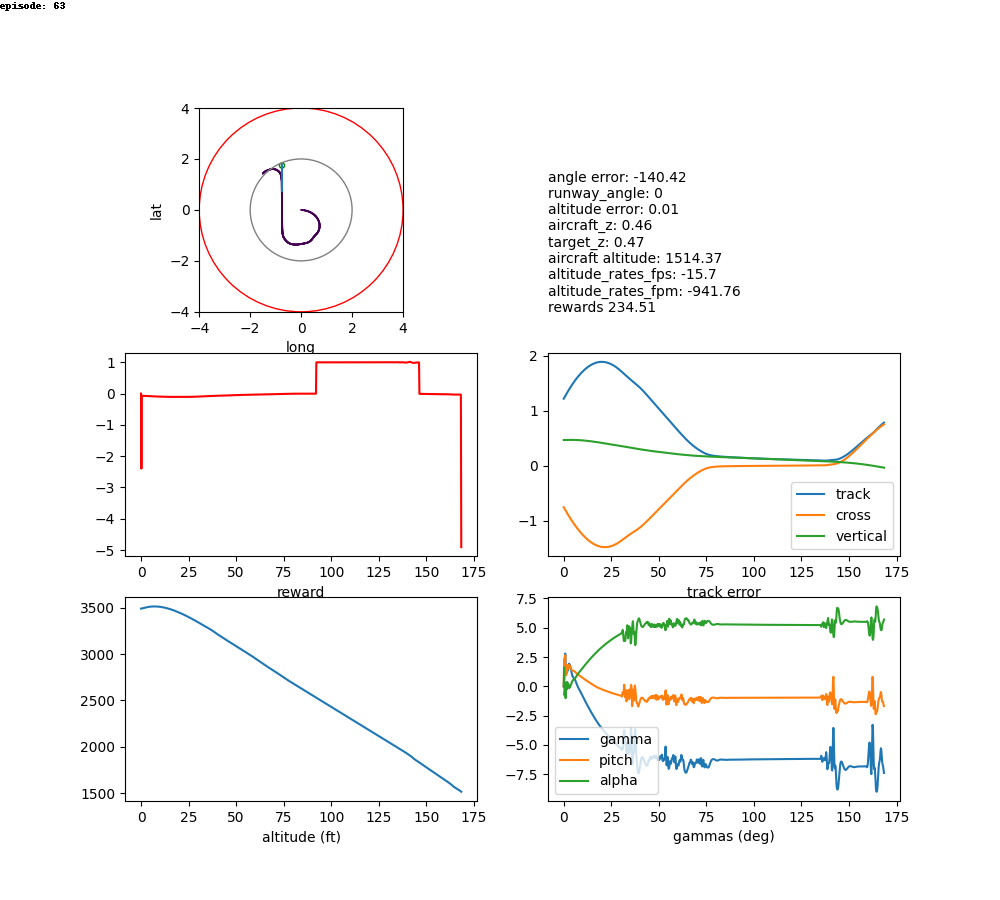 episode: 63
4
2
0
−2
−4
lat
−4 −2 0 2 4
long
angle error: -140.42
runway_angle: 0
altitude error: 0.01
aircraft_z: 0.46
target_z: 0.47
aircraft altitude: 1514.37
altitude_rates_fps: -15.7
altitude_rates_fpm: -941.76
rewards 234.51
1
0
−1
−2
−3
−4
−5
0 25 50 75 100 125 150 175
reward
2
1
0
−1
track
cross
vertical
0 25 50 75 100 125 150 175
track error
3500
3000
2500
2000
1500
0 25 50 75 100 125 150 175
altitude (ft)
7.5
5.0
2.5
0.0
−2.5
−5.0
−7.5
gamma
pitch
alpha
0 25 50 75 100 125 150 175
gammas (deg)